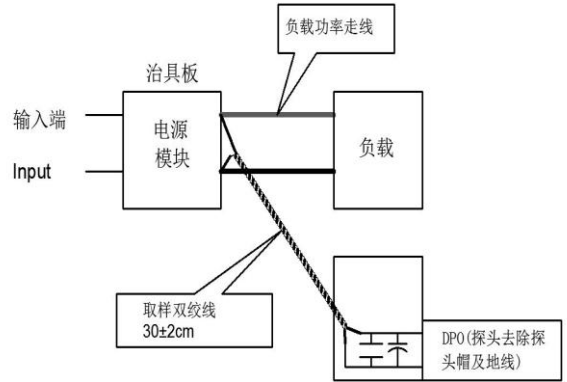 负载功率走线
治具板
输入端
电源
模块
负载
Input
取样双绞线
30±2cm
DPO(探头去除探
头帽及地线)